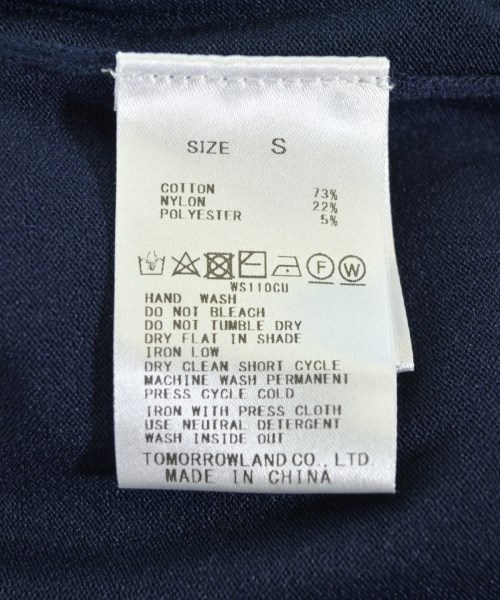 SIZE S
COTTON 73%
NYLON 22%
POLYESTER 5%
F W
WS110CU
HAND WASH
DO NOT BLEACH
DO NOT TUMBLE DRY
DRY FLAT IN SHADE
IRON LOW
DRY CLEAN SHORT CYCLE
MACHINE WASH PERMANENT
PRESS CYCLE COLD
IRON WITH PRESS CLOTH
USE NEUTRAL DETERGENT
WASH INSIDE OUT
TOMORROWLAND CO., LTD.
MADE IN CHINA